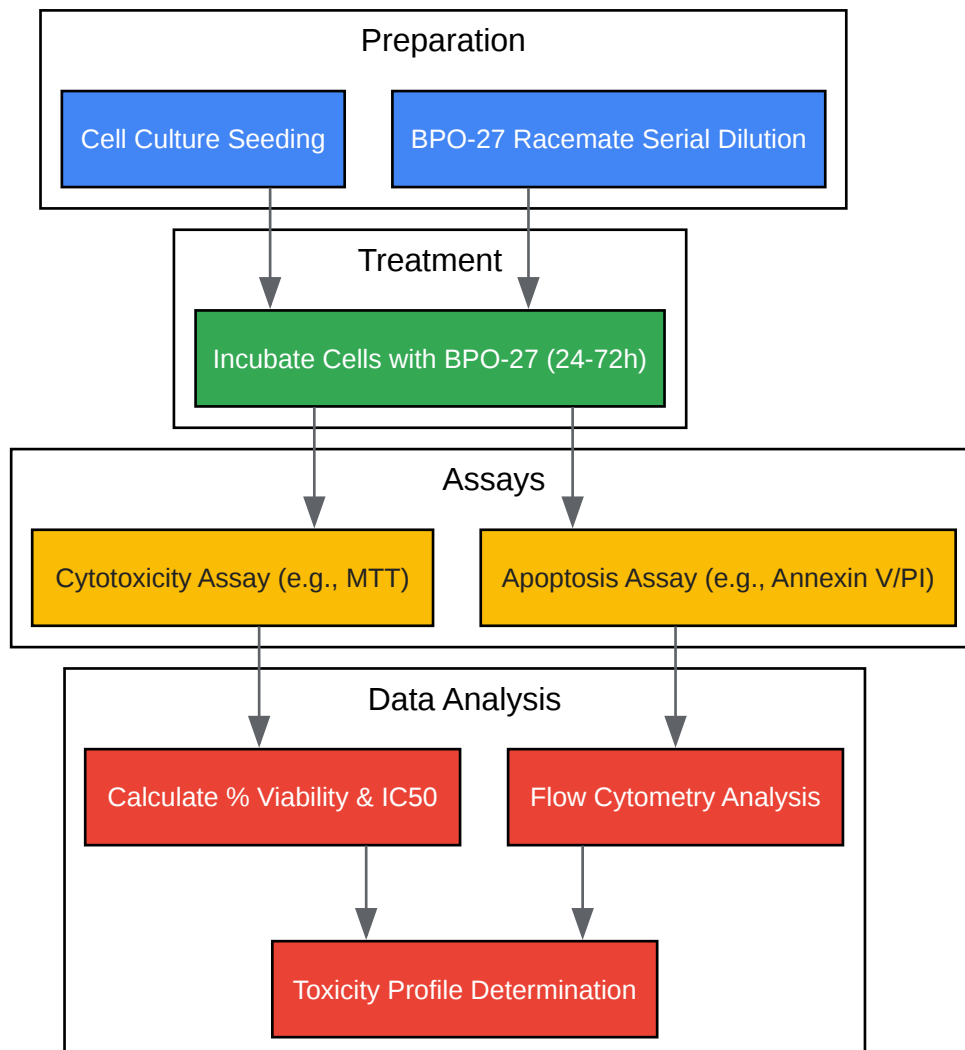 Preparation
Cell Culture Seeding
BPO-27 Racemate Serial Dilution
Treatment
Incubate Cells with BPO-27 (24-72h)
Assays
Cytotoxicity Assay (e.g., MTT)
Apoptosis Assay (e.g., Annexin V/PI)
Data Analysis
Calculate % Viability & IC50
Flow Cytometry Analysis
Toxicity Profile Determination